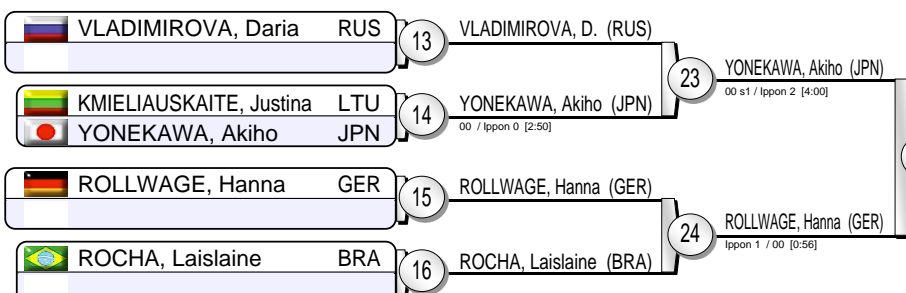 VLADIMIROVA, Daria RUS
13
VLADIMIROVA, D. (RUS)
23
YONEKAWA, Akiho (JPN)
00 s1 / Ippon 2 [4:00]
KMIELIAUSKAITE, Justina LTU
YONEKAWA, Akiho JPN
14
YONEKAWA, Akiho (JPN)
00 / Ippon 0 [2:50]
ROLLWAGE, Hanna GER
15
ROLLWAGE, Hanna (GER)
24
ROLLWAGE, Hanna (GER)
Ippon 1 / 00 [0:56]
ROCHA, Laislaine BRA
16
ROCHA, Laislaine (BRA)